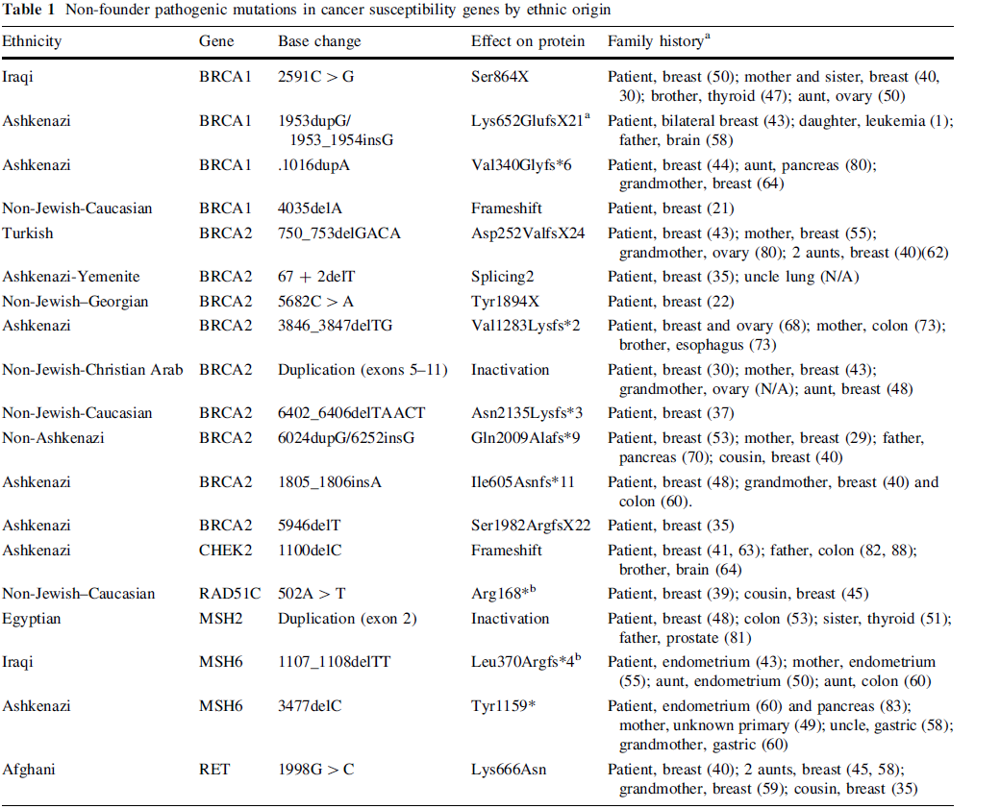 Table 1 Non-founder pathogenic mutations in cancer susceptibility genes by ethnic origin
Ethnicity Gene Base change Effect on protein Family history^a
Iraqi BRCA1 2591C > G Ser864X Patient, breast (50); mother and sister, breast (40,
30); brother, thyroid (47); aunt, ovary (50)
Ashkenazi BRCA1 1953dupG/ Lys652GlufsX21^a Patient, bilateral breast (43); daughter, leukemia (1);
1953_1954insG father, brain (58)
Ashkenazi BRCA1 .1016dupA Val340Glyfs*6 Patient, breast (44); aunt, pancreas (80);
grandmother, breast (64)
Non-Jewish-Caucasian BRCA1 4035delA Frameshift Patient, breast (21)
Turkish BRCA2 750_753delGACA Asp252ValfsX24 Patient, breast (43); mother, breast (55);
grandmother, ovary (80); 2 aunts, breast (40)(62)
Ashkenazi-Yemenite BRCA2 67 + 2delT Splicing2 Patient, breast (35); uncle lung (N/A)
Non-Jewish–Georgian BRCA2 5682C > A Tyr1894X Patient, breast (22)
Ashkenazi BRCA2 3846_3847delTG Val1283Lysfs*2 Patient, breast and ovary (68); mother, colon (73);
brother, esophagus (73)
Non-Jewish-Christian Arab BRCA2 Duplication (exons 5–11) Inactivation Patient, breast (30); mother, breast (43);
grandmother, ovary (N/A); aunt, breast (48)
Non-Jewish-Caucasian BRCA2 6402_6406delTAACT Asn2135Lysfs*3 Patient, breast (37)
Non-Ashkenazi BRCA2 6024dupG/6252insG Gln2009Alafs*9 Patient, breast (53); mother, breast (29); father,
pancreas (70); cousin, breast (40)
Ashkenazi BRCA2 1805_1806insA Ile605Asnfs*11 Patient, breast (48); grandmother, breast (40) and
colon (60).
Ashkenazi BRCA2 5946delT Ser1982ArgfsX22 Patient, breast (35)
Ashkenazi CHEK2 1100delC Frameshift Patient, breast (41, 63); father, colon (82, 88);
brother, brain (64)
Non-Jewish–Caucasian RAD51C 502A > T Arg168*^b Patient, breast (39); cousin, breast (45)
Egyptian MSH2 Duplication (exon 2) Inactivation Patient, breast (48); colon (53); sister, thyroid (51);
father, prostate (81)
Iraqi MSH6 1107_1108delTT Leu370Argfs*4^b Patient, endometrium (43); mother, endometrium
(55); aunt, endometrium (50); aunt, colon (60)
Ashkenazi MSH6 3477delC Tyr1159* Patient, endometrium (60) and pancreas (83);
mother, unknown primary (49); uncle, gastric (58);
grandmother, gastric (60)
Afghani RET 1998G > C Lys666Asn Patient, breast (40); 2 aunts, breast (45, 58);
grandmother, breast (59); cousin, breast (35)